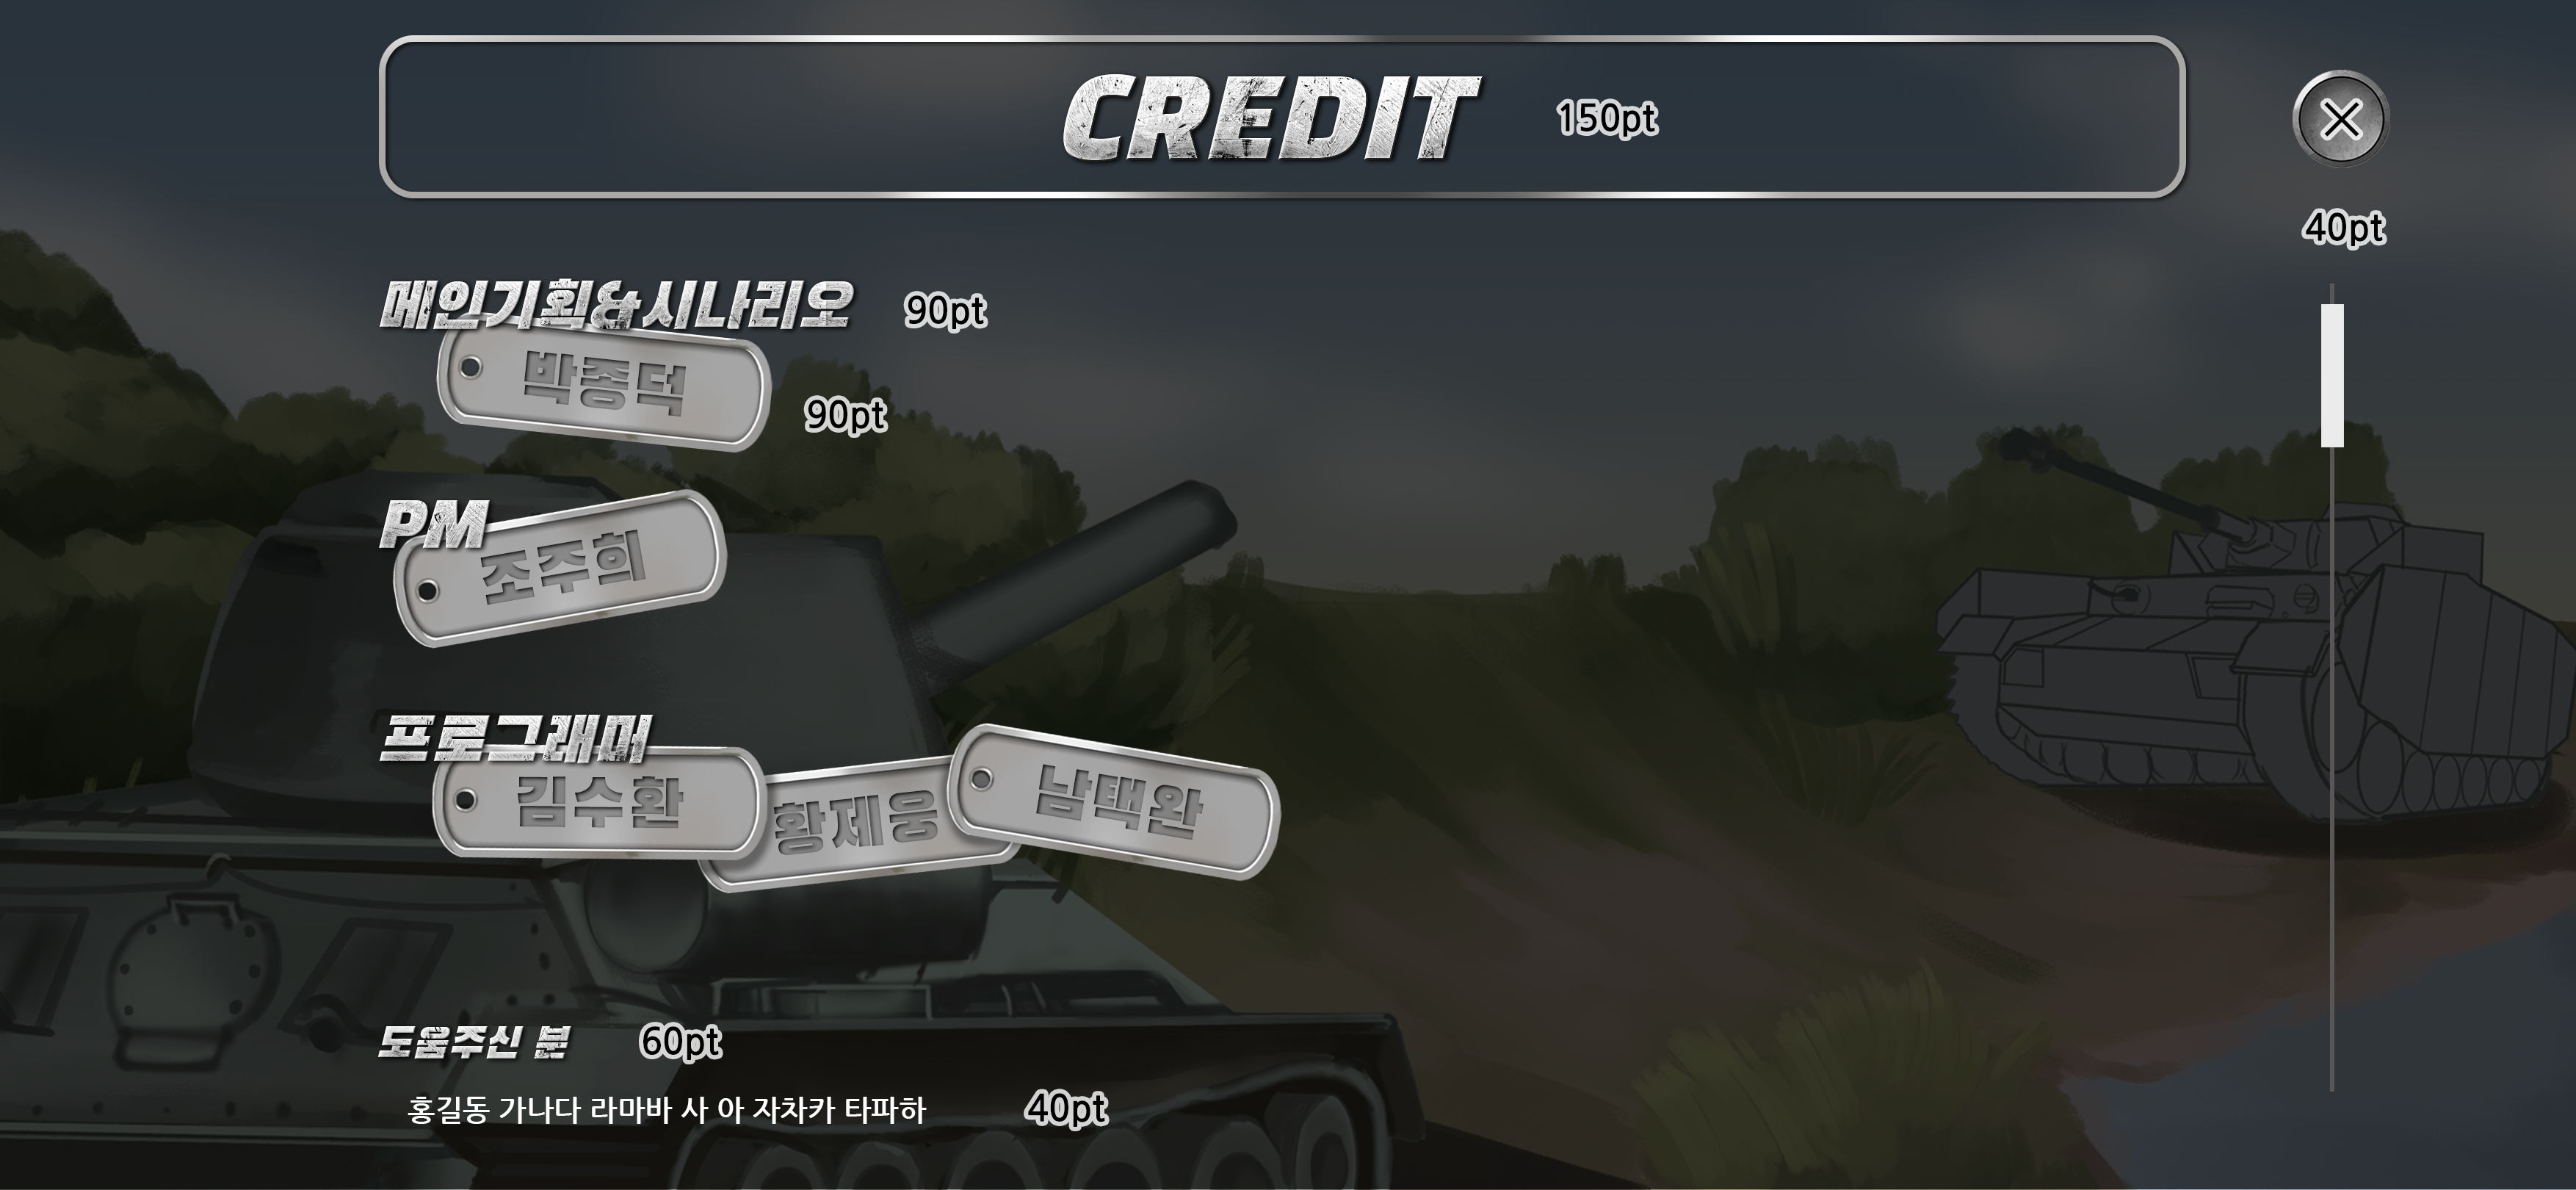 CREDIT 150pt
40pt
메인기획&시나리오 90pt
박종덕 90pt
PM
조주희
프로그래머
김수환 황제웅 남택완
도움주신 분 60pt
홍길동 가나다 라마바 사 아 자차카 타파하 40pt